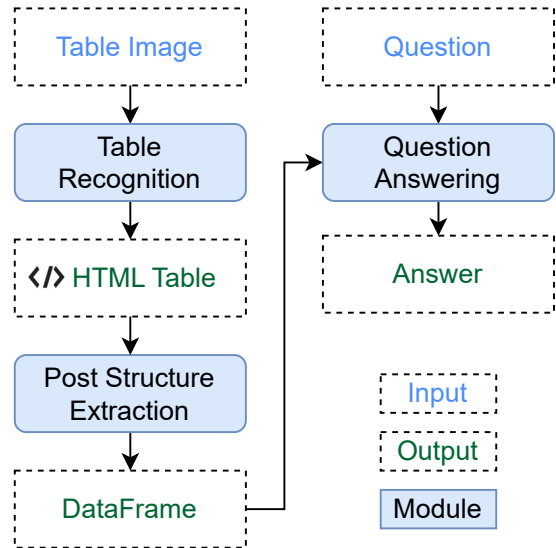 Table Image
Table
Recognition
</> HTML Table
Post Structure
Extraction
DataFrame
Question
Question
Answering
Answer
Input
Output
Module